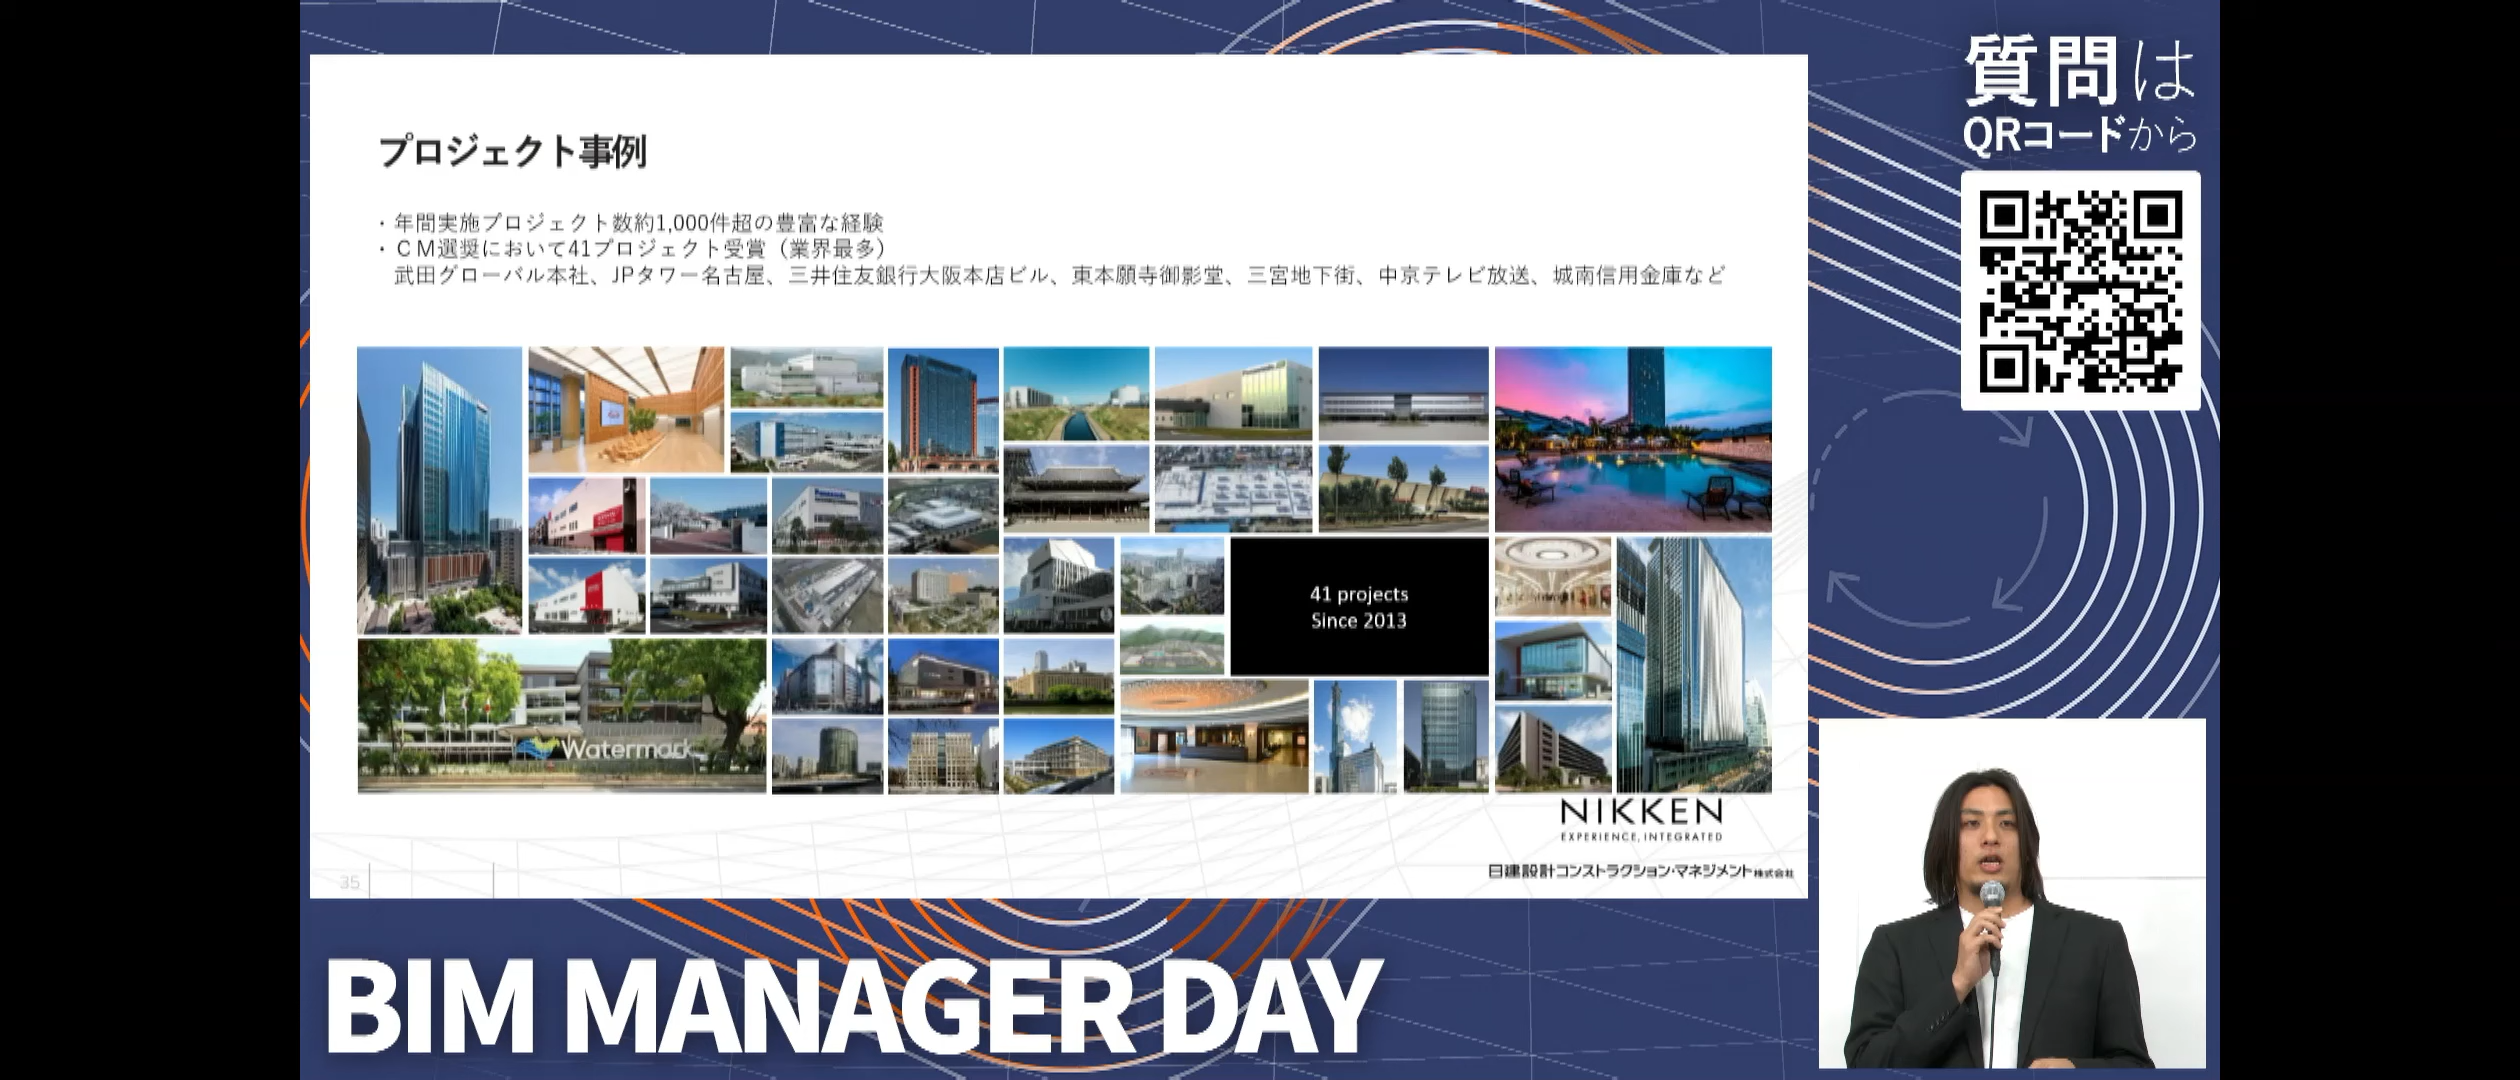 質問は
QRコードから
プロジェクト事例
・年間実施プロジェクト数約1,000件超の豊富な経験
・ＣＭ選奨において41プロジェクト受賞（業界最多）
武田グローバル本社、JPタワー名古屋、三井住友銀行大阪本店ビル、東本願寺御影堂、三宮地下街、中京テレビ放送、城南信用金庫など
Panasonic
41 projects
Since 2013
Watermark
NIKKEN
EXPERIENCE, INTEGRATED
日建設計コンストラクション・マネジメント株式会社
35
BIM MANAGER DAY